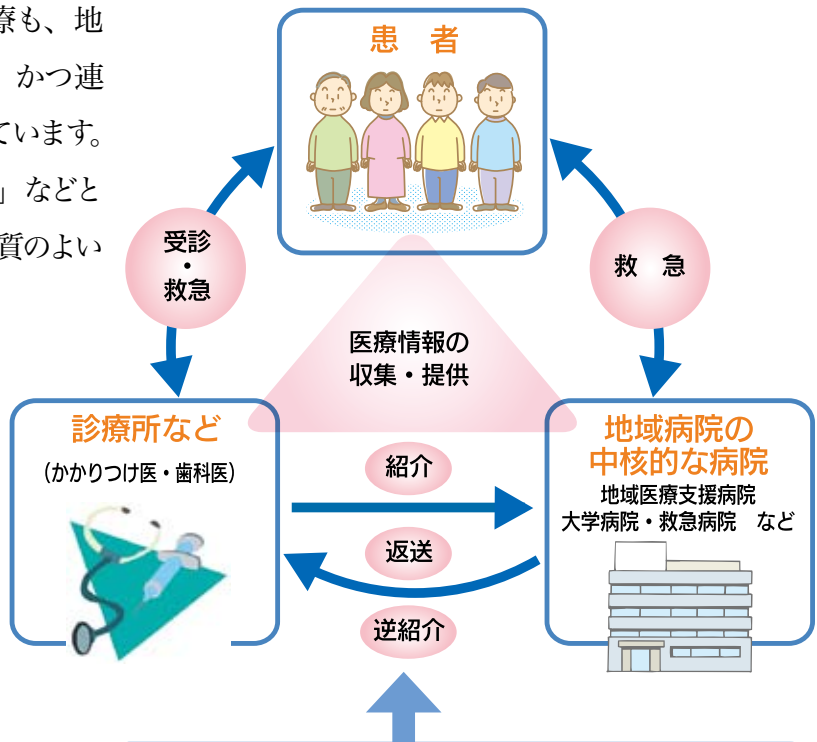 療も、地
かつ連
ています。
」などと
質のよい
患　者
受診
・
救急
救　急
医療情報の
収集・提供
診療所など
（かかりつけ医・歯科医）
紹介
返送
逆紹介
地域病院の
中核的な病院
地域医療支援病院
大学病院・救急病院　など